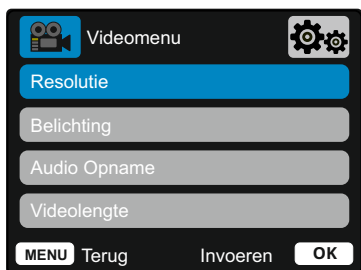 Videomenu
Resolutie
Belichting
Audio Opname
Videolengte
MENU Terug Invoeren OK